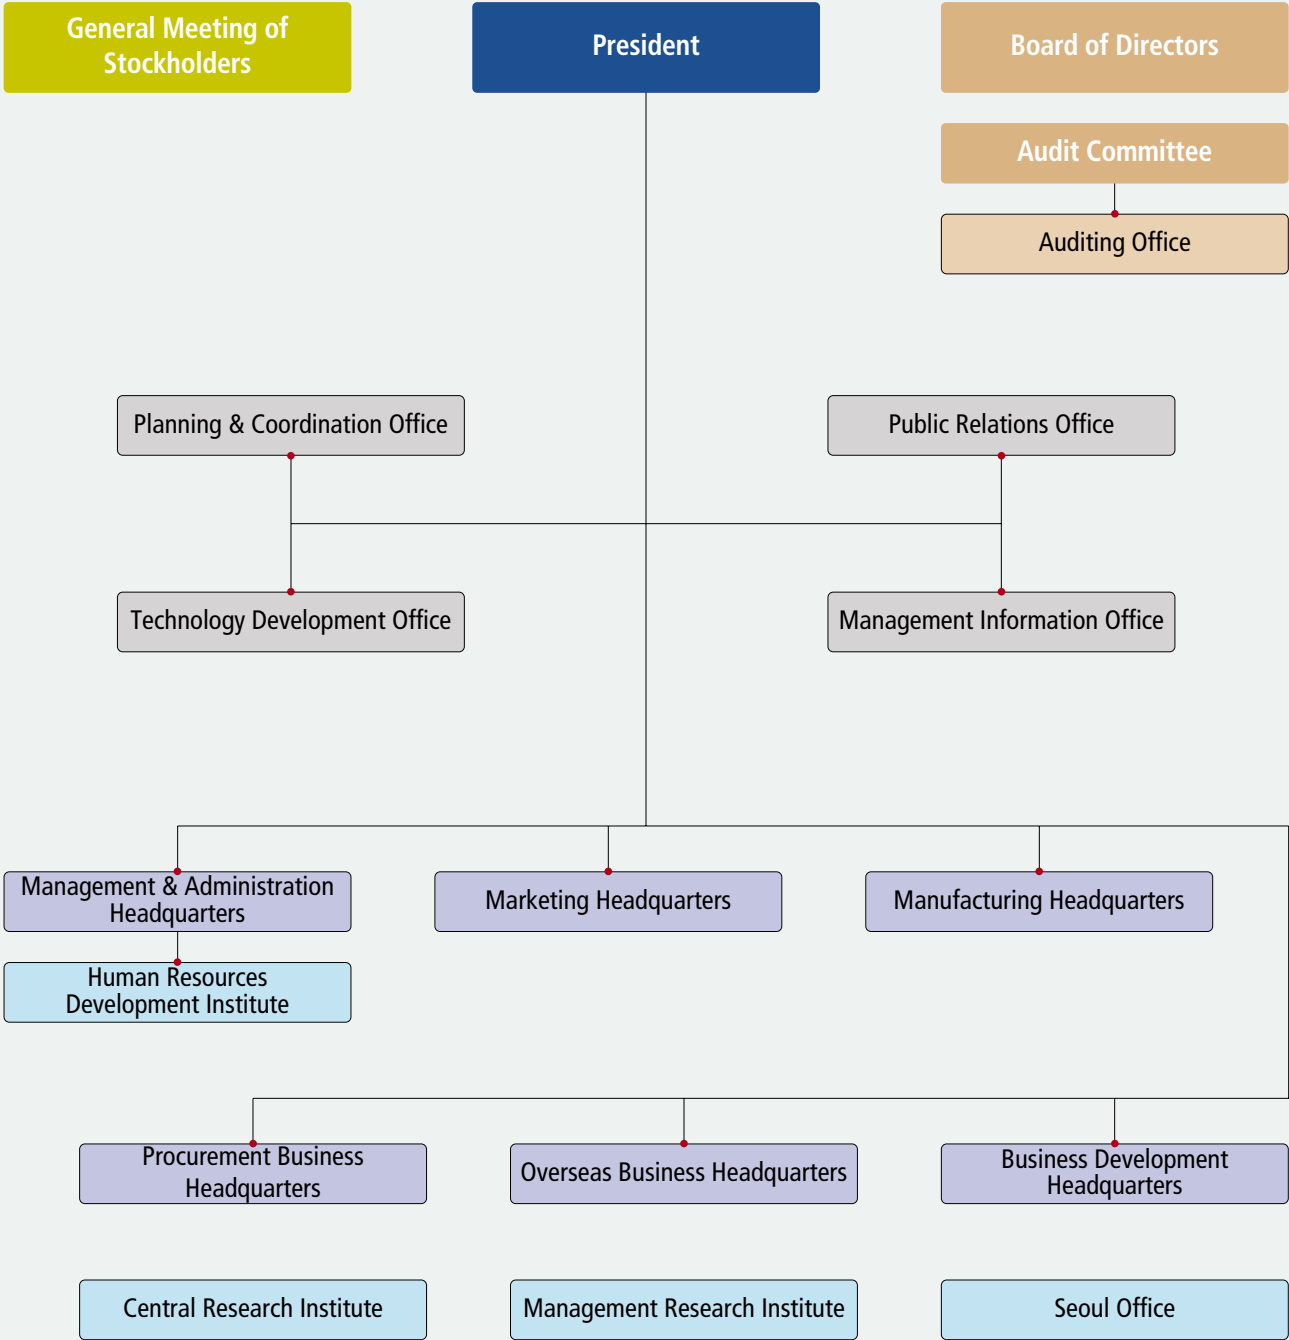 General Meeting of
Stockholders
President
Board of Directors
Audit Committee
Auditing Office
Planning & Coordination Office
Public Relations Office
Technology Development Office
Management Information Office
Management & Administration
Headquarters
Marketing Headquarters
Manufacturing Headquarters
Human Resources
Development Institute
Procurement Business
Headquarters
Overseas Business Headquarters
Business Development
Headquarters
Central Research Institute
Management Research Institute
Seoul Office